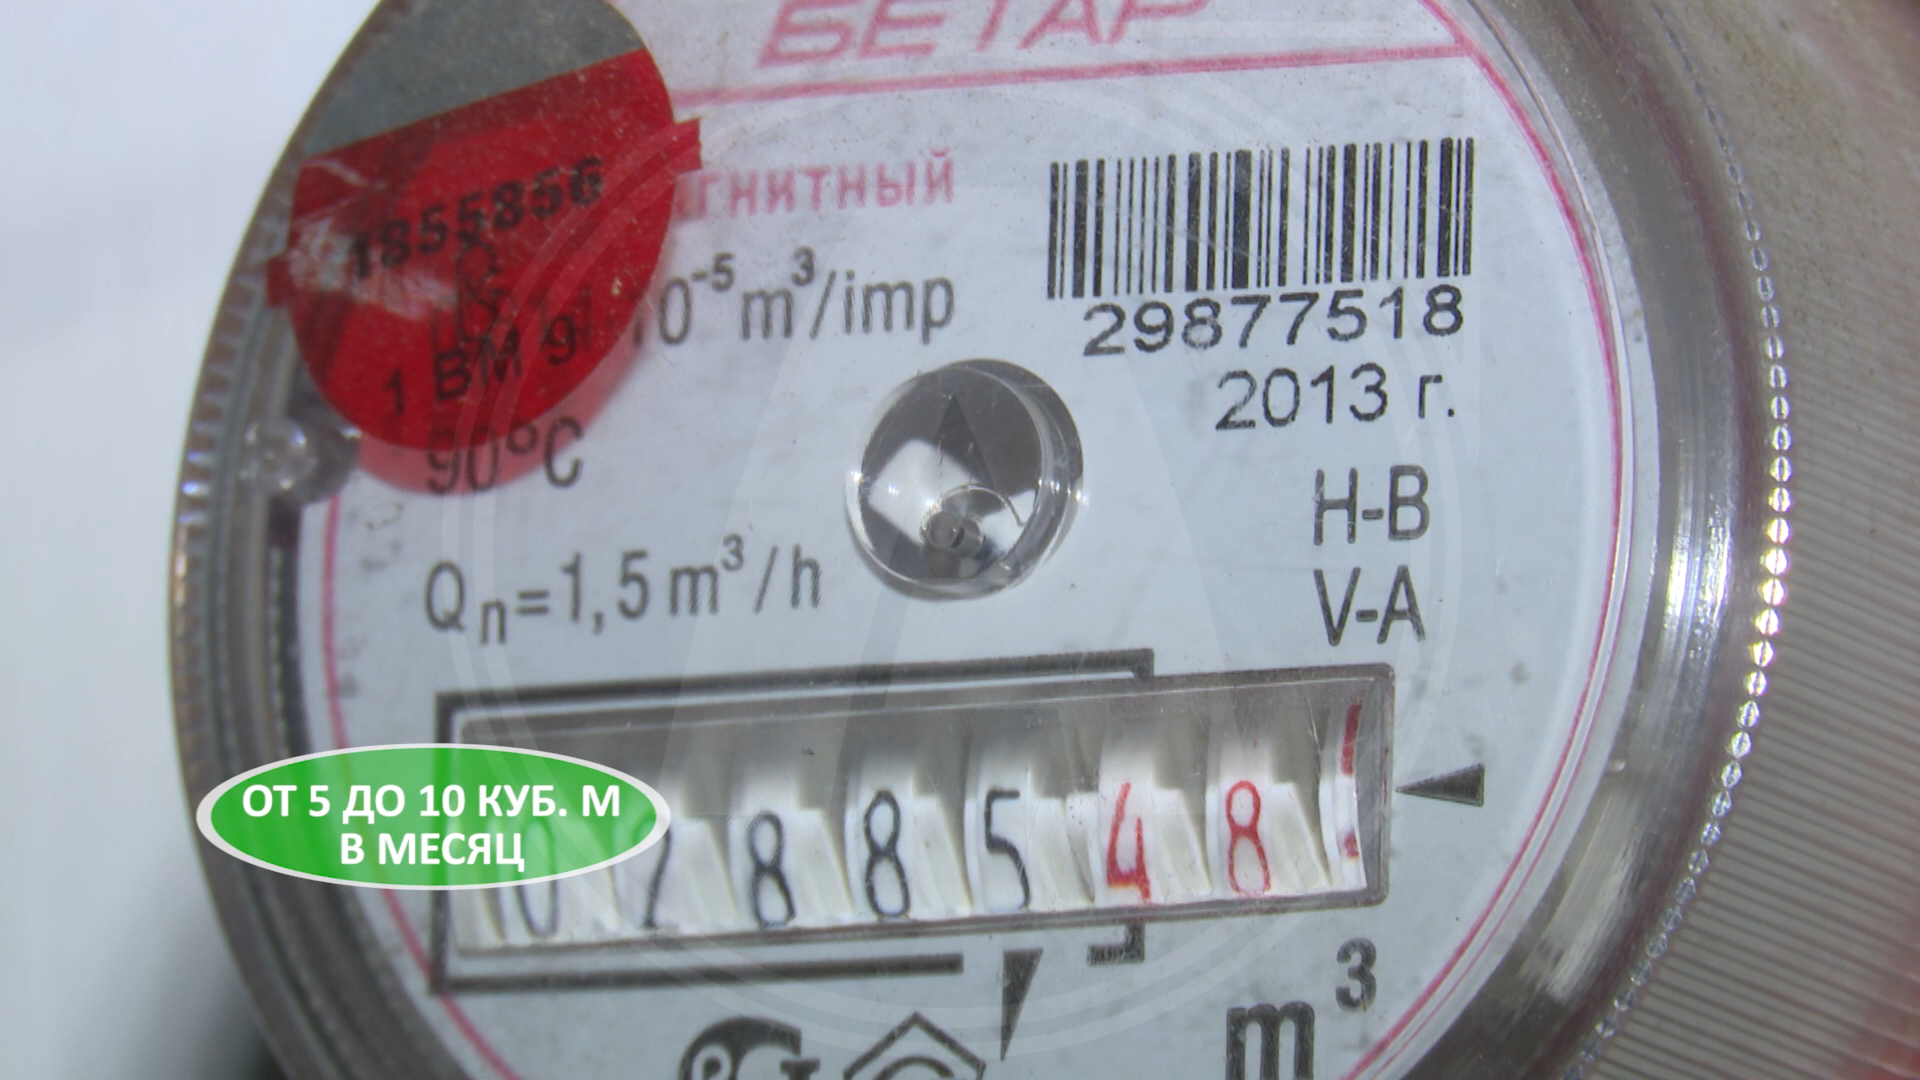 БЕТАР
ГНИТНЫЙ
1855856
1 ВМ 9
10⁻⁵ m³/imp
29877518
2013 г.
90°C
H-B
V-A
Qn=1,5 m³/h
ОТ 5 ДО 10 КУБ. М
В МЕСЯЦ
0 2 8 8 5 4 8
m³